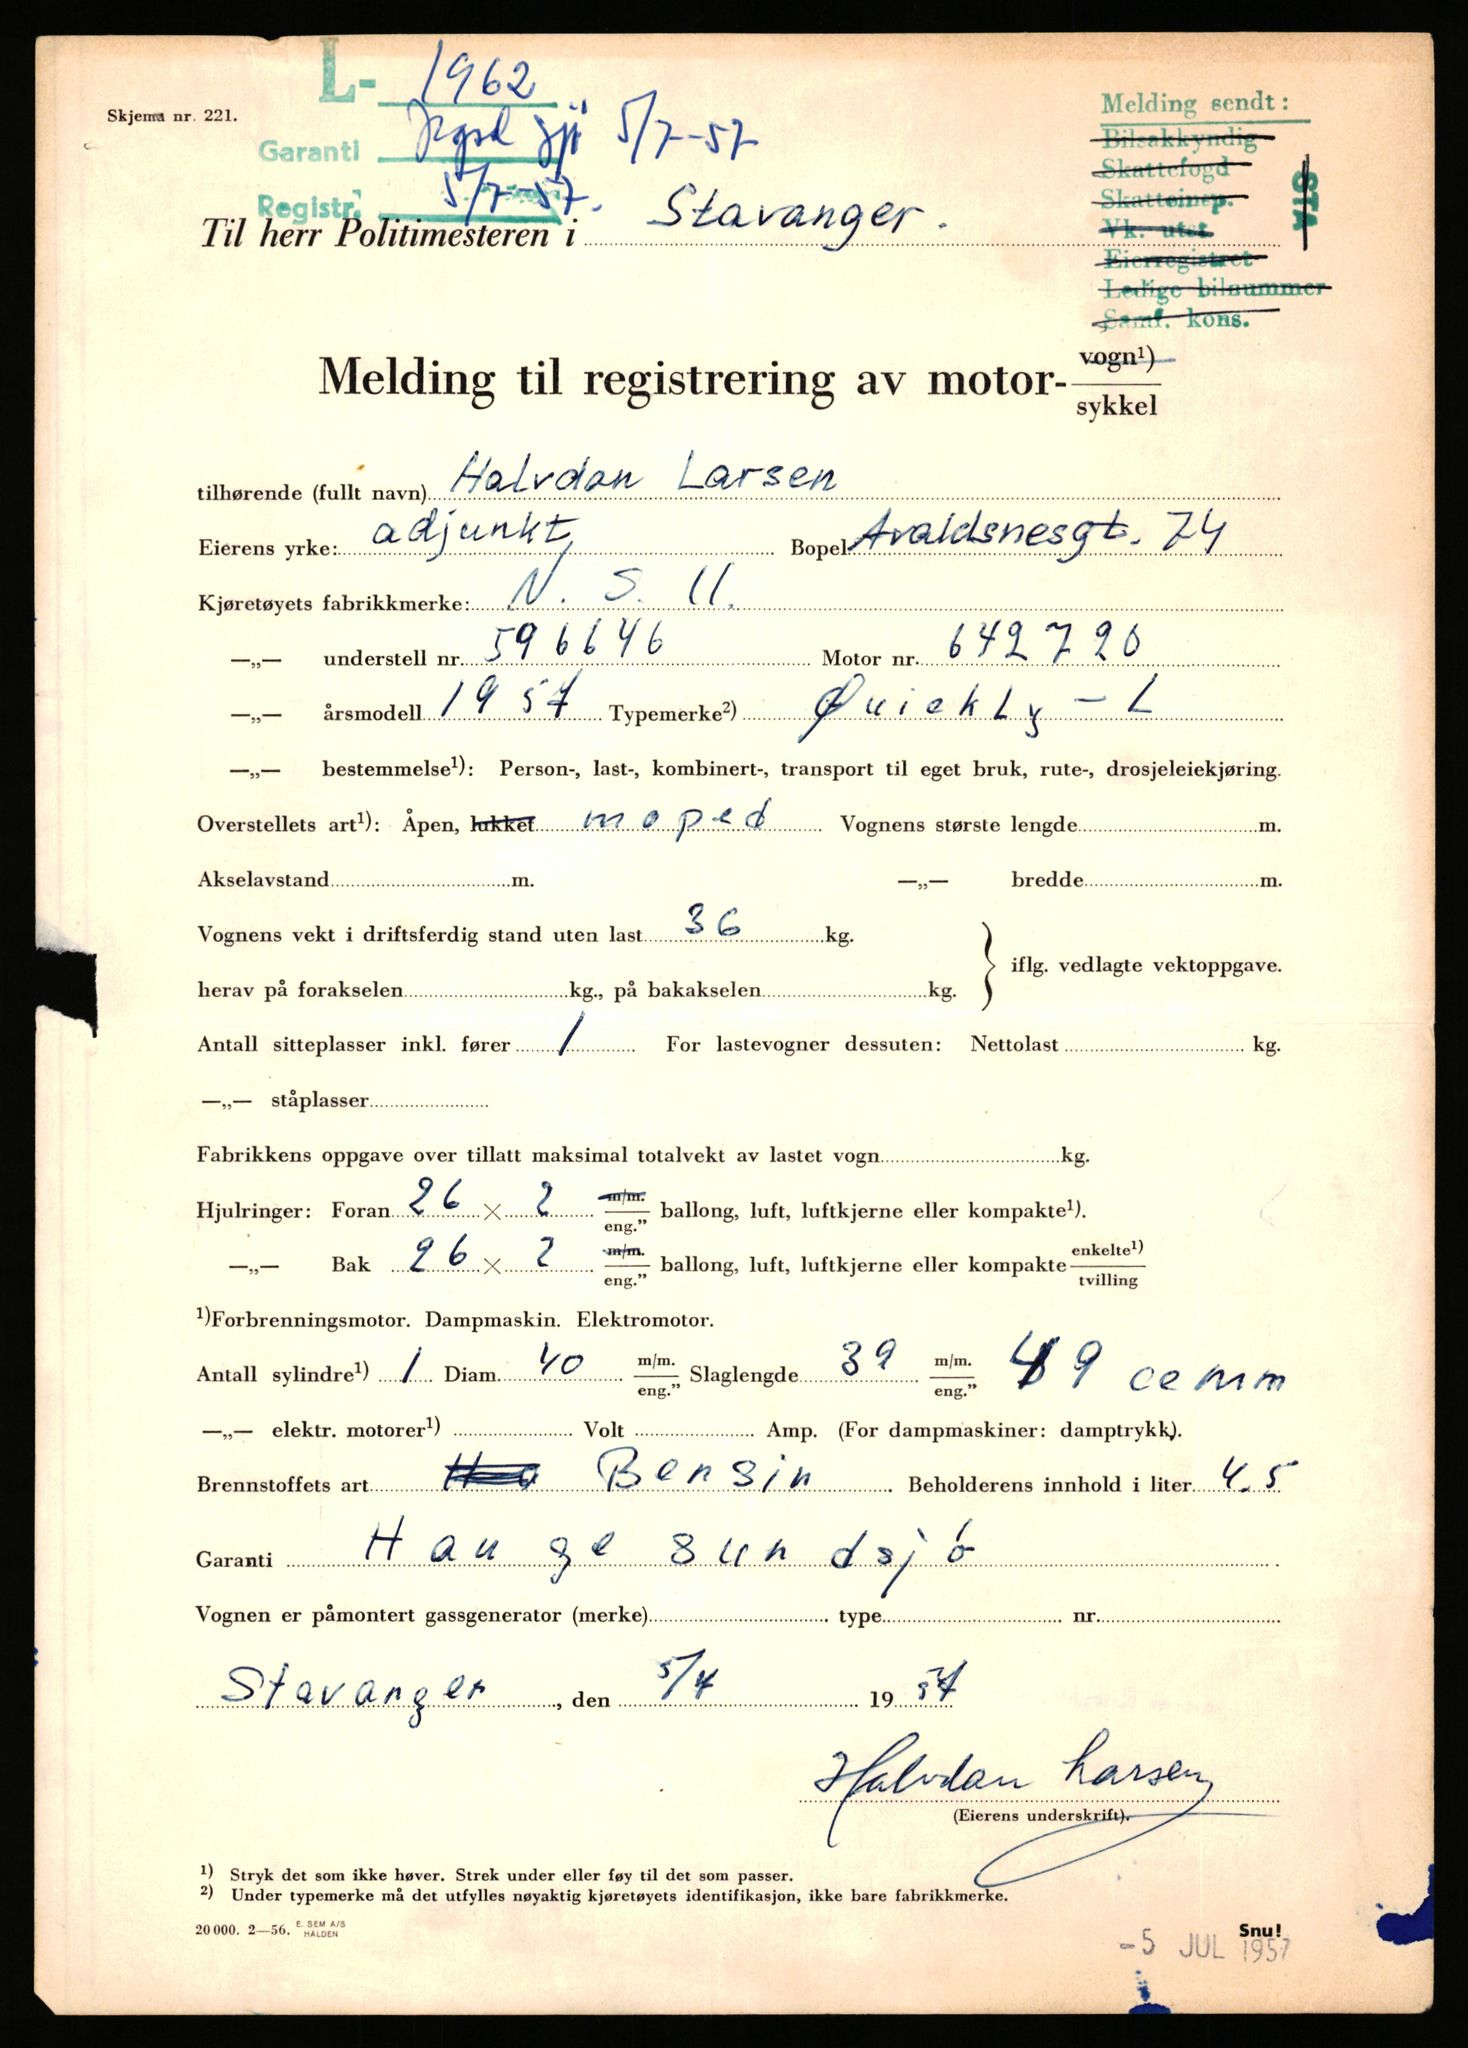 L- 1962
Skjema nr. 221.
Melding sendt:
Garanti 5/7-57
Bilsakkyndig
Skattefogd
Registr. 5/7-57.
Skatteinsp.
STA
Til herr Politimesteren i Stavanger.
Vk. utst
Eierregistret
Ledige bilnummer
Samf. kons.
Melding til registrering av motor- vogn¹) sykkel
tilhørende (fullt navn) Halvdan Larsen
Eierens yrke: adjunkt Bopel Avaldsnesgt. 74
Kjøretøyets fabrikkmerke: N. S. U.
—„— understell nr. 596646 Motor nr. 642720
—„— årsmodell 1957 Typemerke²) Quickly - L
—„— bestemmelse¹): Person-, last-, kombinert-, transport til eget bruk, rute-, drosjeleiekjøring.
Overstellets art¹): Åpen, lukket moped Vognens største lengde m.
Akselavstand m. —„— bredde m.
Vognens vekt i driftsferdig stand uten last 36 kg.
iflg. vedlagte vektoppgave.
herav på forakselen kg., på bakakselen kg.
Antall sitteplasser inkl. fører 1 For lastevogner dessuten: Nettolast kg.
—„— ståplasser
Fabrikkens oppgave over tillatt maksimal totalvekt av lastet vogn kg.
Hjulringer: Foran 26 × 2 m/m. eng.” ballong, luft, luftkjerne eller kompakte¹).
—„— Bak 26 × 2 m/m. eng.” ballong, luft, luftkjerne eller kompakte enkelte¹) tvilling
¹)Forbrenningsmotor. Dampmaskin. Elektromotor.
Antall sylindre¹) 1 Diam. 40 m/m. eng.” Slaglengde 39 m/m. eng.” 49 cemm
—„— elektr. motorer¹) Volt Amp. (For dampmaskiner: damptrykk).
Brennstoffets art Bensin Beholderens innhold i liter 4.5
Garanti Haugesundsjø
Vognen er påmontert gassgenerator (merke) type nr.
Stavanger, den 5/7 1957
Halvdan Larsen
(Eierens underskrift).
¹) Stryk det som ikke høver. Strek under eller føy til det som passer.
²) Under typemerke må det utfylles nøyaktig kjøretøyets identifikasjon, ikke bare fabrikkmerke.
20 000. 2—56. E. SEM A/S HALDEN
Snu!
-5 JUL 1957